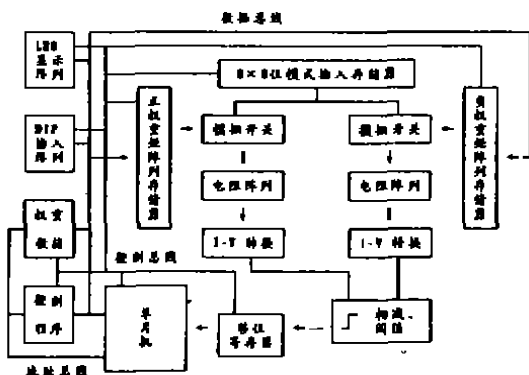 数据总线
LED
显示
阵列
8×8位模式输入存储器
DIP
输入
阵列
正权重矩阵列存储器
模拟开关
模拟开关
负权重矩阵列存储器
电阻阵列
电阻阵列
权重
数据
I-V 转换
I-V 转换
控制总线
控制
程序
单片机
移位
寄存器
相减、
阈值
地址总线